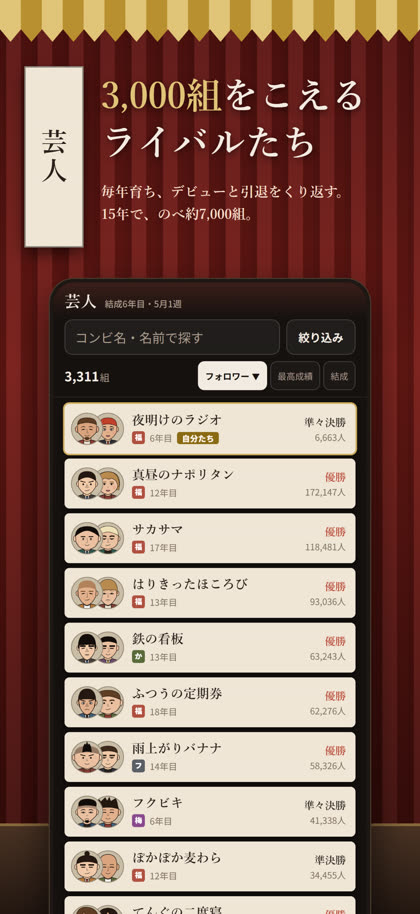 芸人
3,000組をこえる
ライバルたち
毎年育ち、デビューと引退をくり返す。
15年で、のべ約7,000組。
芸人 結成6年目・5月1週
コンビ名・名前で探す 絞り込み
3,311組 フォロワー ▼ 最高成績 結成
夜明けのラジオ 準々決勝
福 6年目 自分たち 6,663人
真昼のナポリタン 優勝
福 12年目 172,147人
サカサマ 優勝
福 17年目 118,481人
はりきったほころび 優勝
福 13年目 93,036人
鉄の看板 優勝
か 13年目 63,243人
ふつうの定期券 優勝
福 18年目 62,276人
雨上がりバナナ 優勝
フ 14年目 58,326人
フクビキ 準々決勝
梅 6年目 41,338人
ぽかぽか麦わら 準決勝
福 12年目 34,455人
てんぐの二度寝 優勝